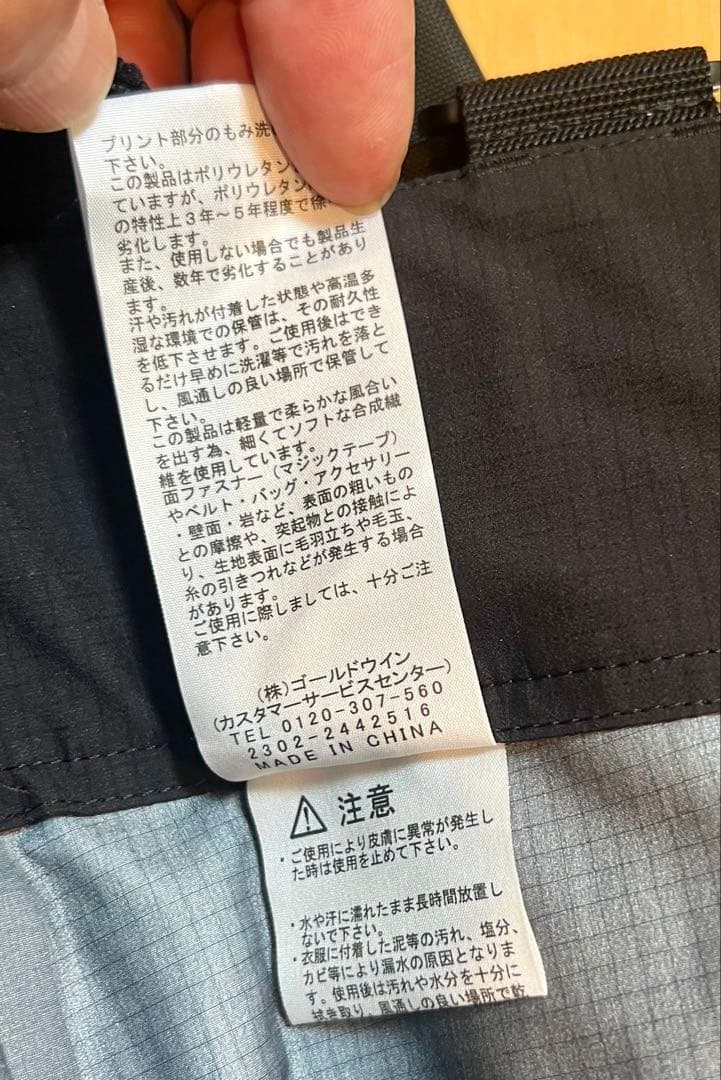 プリント部分のもみ洗い
下さい。
この製品はポリウレタン
ていますが、ポリウレタン
の特性上3年～5年程度で徐
劣化します。
また、使用しない場合でも製品生
産後、数年で劣化することがあり
ます。
汗や汚れが付着した状態や高温多
湿な環境での保管は、その耐久性
を低下させます。ご使用後はでき
るだけ早めに洗濯等で汚れを落と
し、風通しの良い場所で保管して
下さい。
この製品は軽量で柔らかな風合い
を出す為、細くてソフトな合成繊
維を使用しています。
面ファスナー(マジックテープ)
やベルト・バッグ・アクセサリー
・壁面・岩など、表面の粗いもの
との摩擦や、突起物との接触によ
り、生地表面に毛羽立ちや毛玉、
糸の引きつれなどが発生する場合
があります。
ご使用に際しましては、十分ご注
意下さい。
(株)ゴールドウイン
(カスタマーサービスセンター)
TEL 0120-307-560
2302-2442516
MADE IN CHINA
注意
・ご使用により皮膚に異常が発生し
た時は使用を止めて下さい。
・水や汗に濡れたまま長時間放置し
ないで下さい。
・衣服に付着した泥等の汚れ、塩分、
カビ等により漏水の原因となりま
す。使用後は汚れや水分を十分に
拭き取り、風通しの良い場所で乾